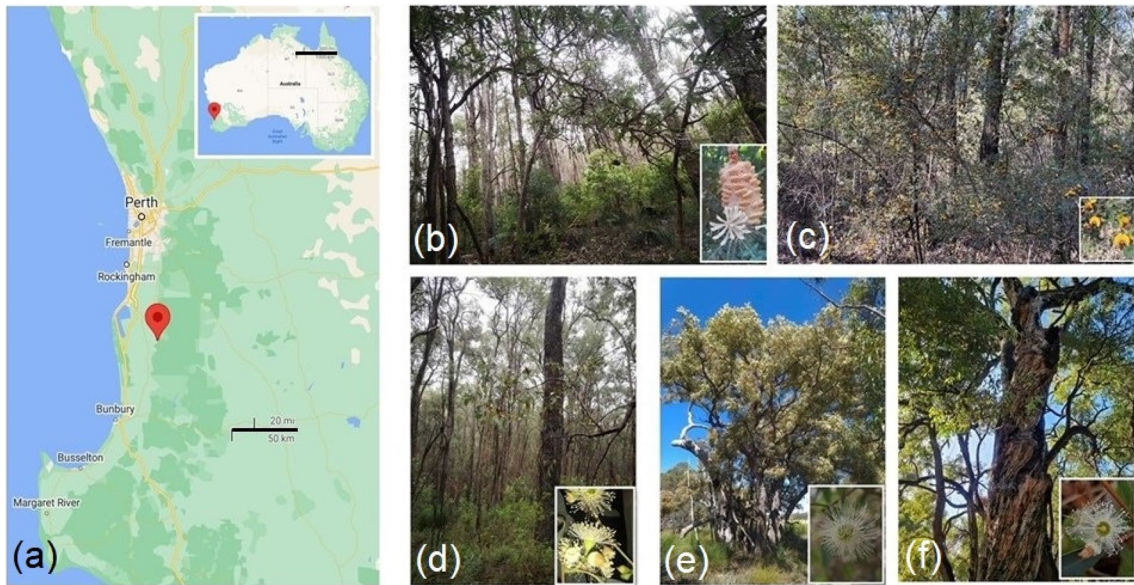 Australia
Perth
Fremantle
Rockingham
Bunbury
20 mi
50 km
Busselton
Margaret River
(a)
(b)
(c)
(d)
(e)
(f)